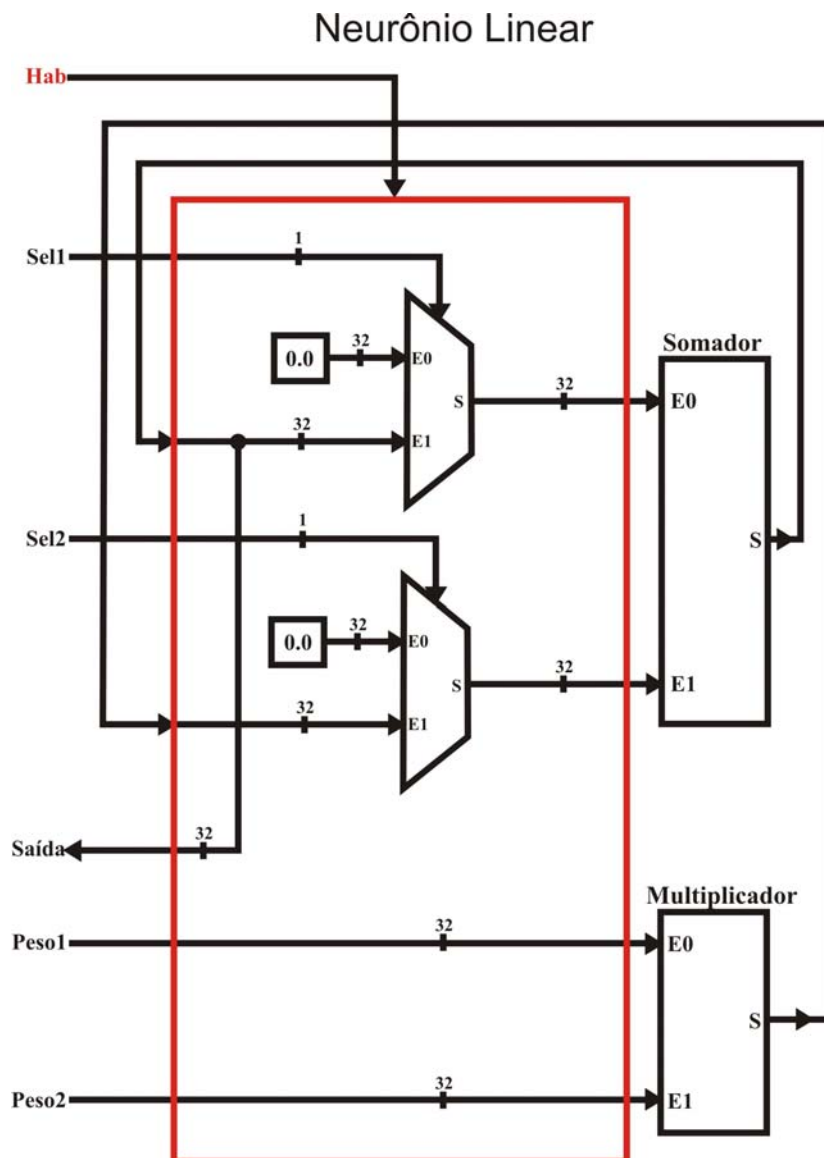 Neurônio Linear
Hab
Sel1
1
0.0
32
E0
S
32
E1
32
Somador
E0
S
E1
Sel2
1
0.0
32
E0
S
32
E1
32
Saída
32
Multiplicador
Peso1
32
E0
S
Peso2
32
E1